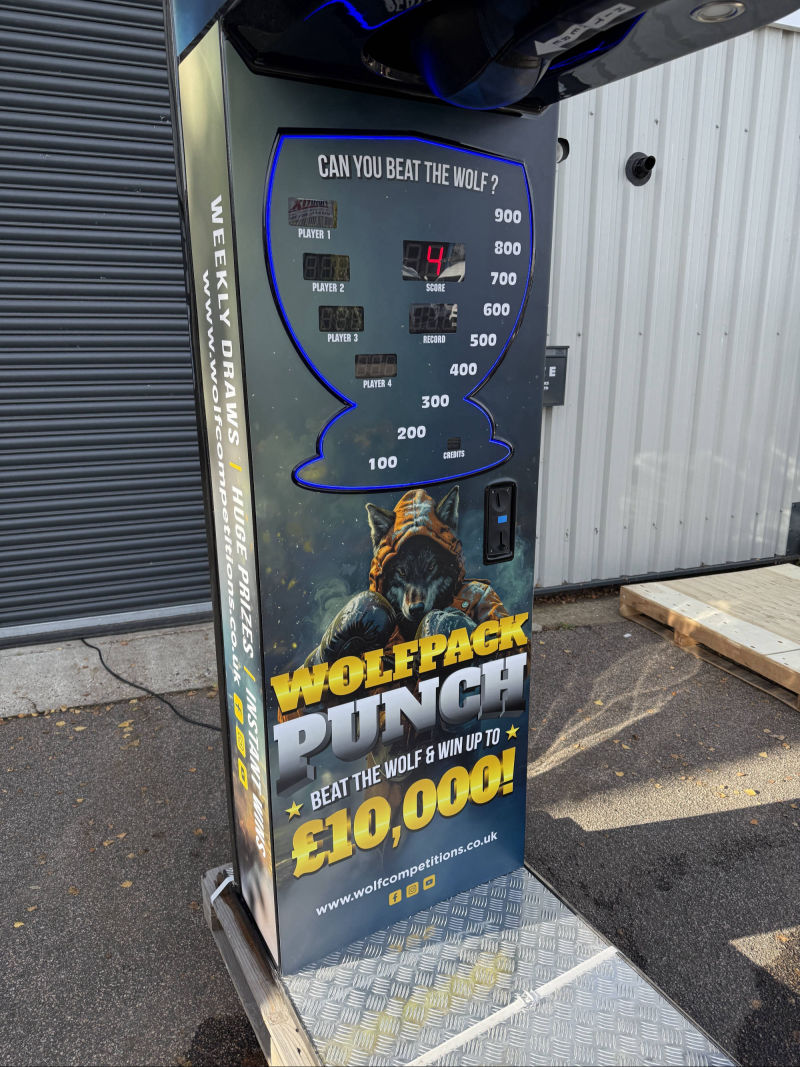 CAN YOU BEAT THE WOLF ?
PLAYER 1
PLAYER 2
PLAYER 3
PLAYER 4
4
SCORE
RECORD
900
800
700
600
500
400
300
200
100
CREDITS
WOLFPACK
PUNCH
BEAT THE WOLF & WIN UP TO
£10,000!
www.wolfcompetitions.co.uk
WEEKLY DRAWS | HUGE PRIZES | INSTANT WINS
www.wolfcompetitions.co.uk